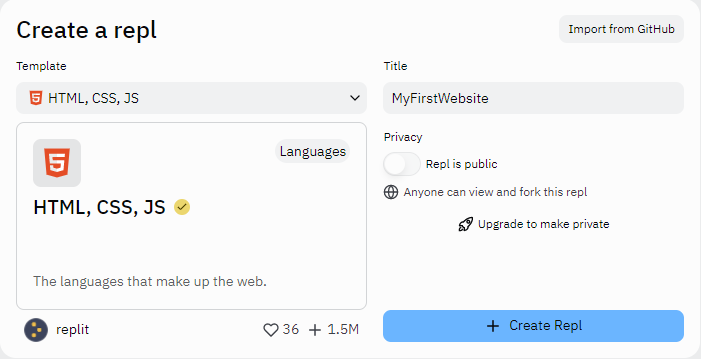 Create a repl
Import from GitHub
Template
HTML, CSS, JS
5
Languages
HTML, CSS, JS
The languages that make up the web.
replit
36
1.5M
Title
MyFirstWebsite
Privacy
Repl is public
Anyone can view and fork this repl
Upgrade to make private
+ Create Repl